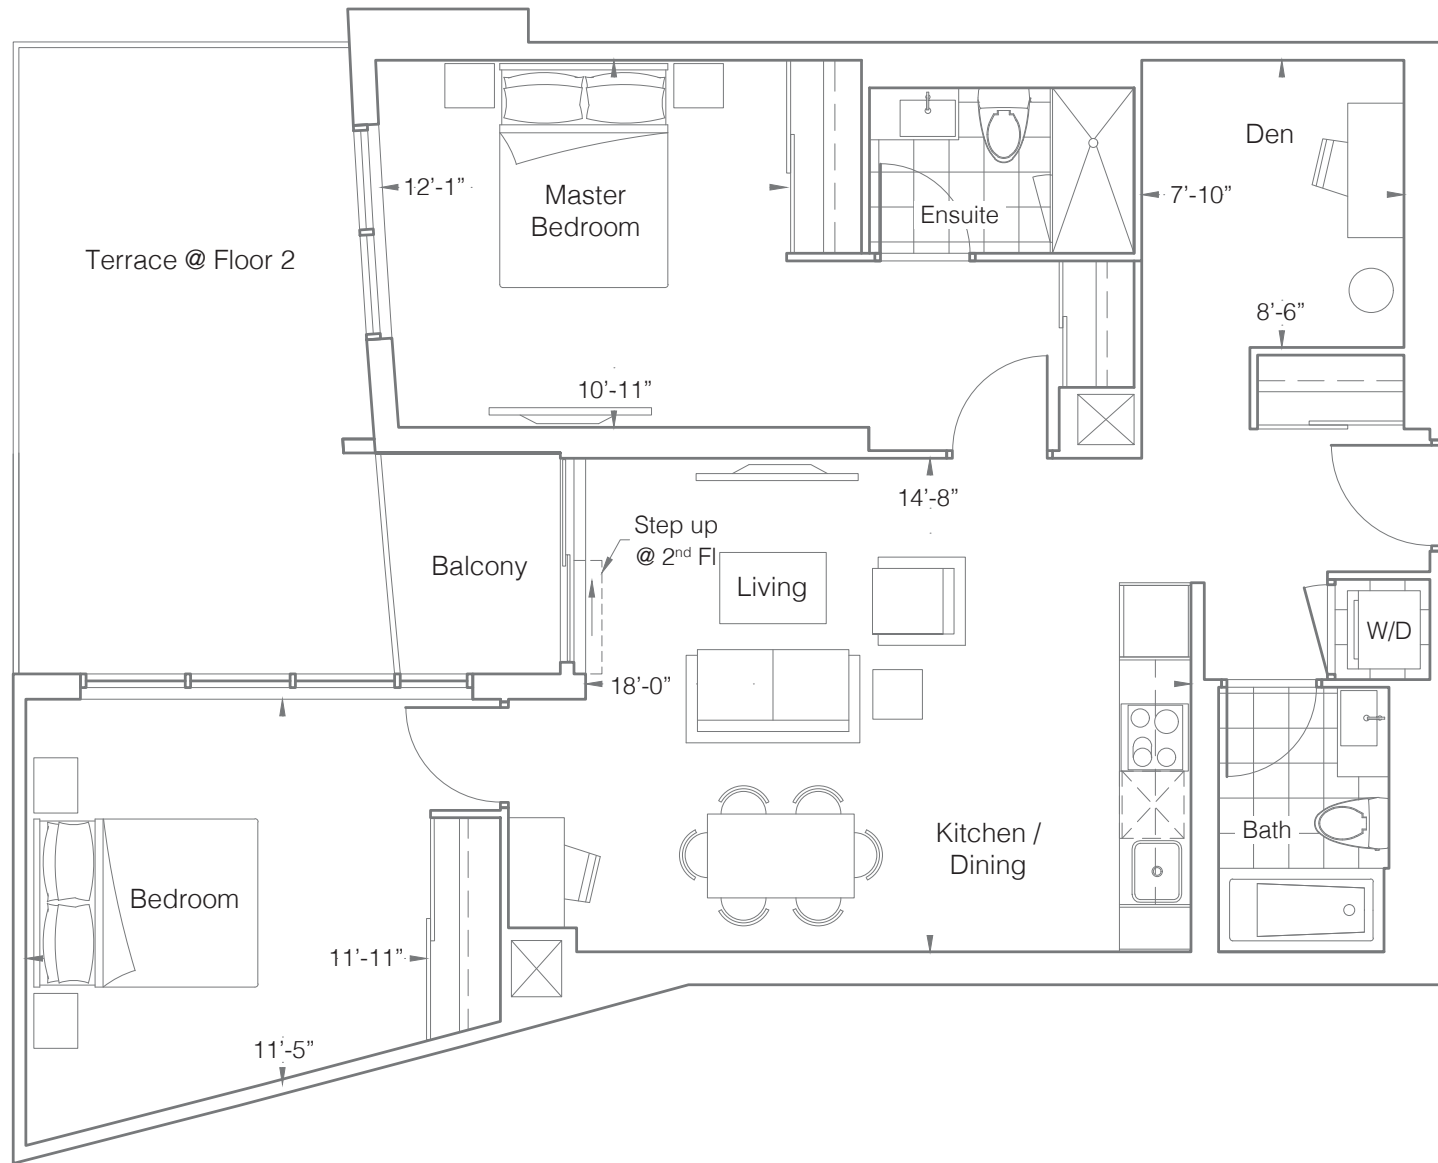 Den
12’-1”
Master
Bedroom
7’-10”
Ensuite
Terrace @ Floor 2
8’-6”
10’-11”
14’-8”
Step up
@ 2nd Fl
Balcony
Living
W/D
18’-0”
Kitchen /
Dining
Bath
Bedroom
11’-11”
11’-5”